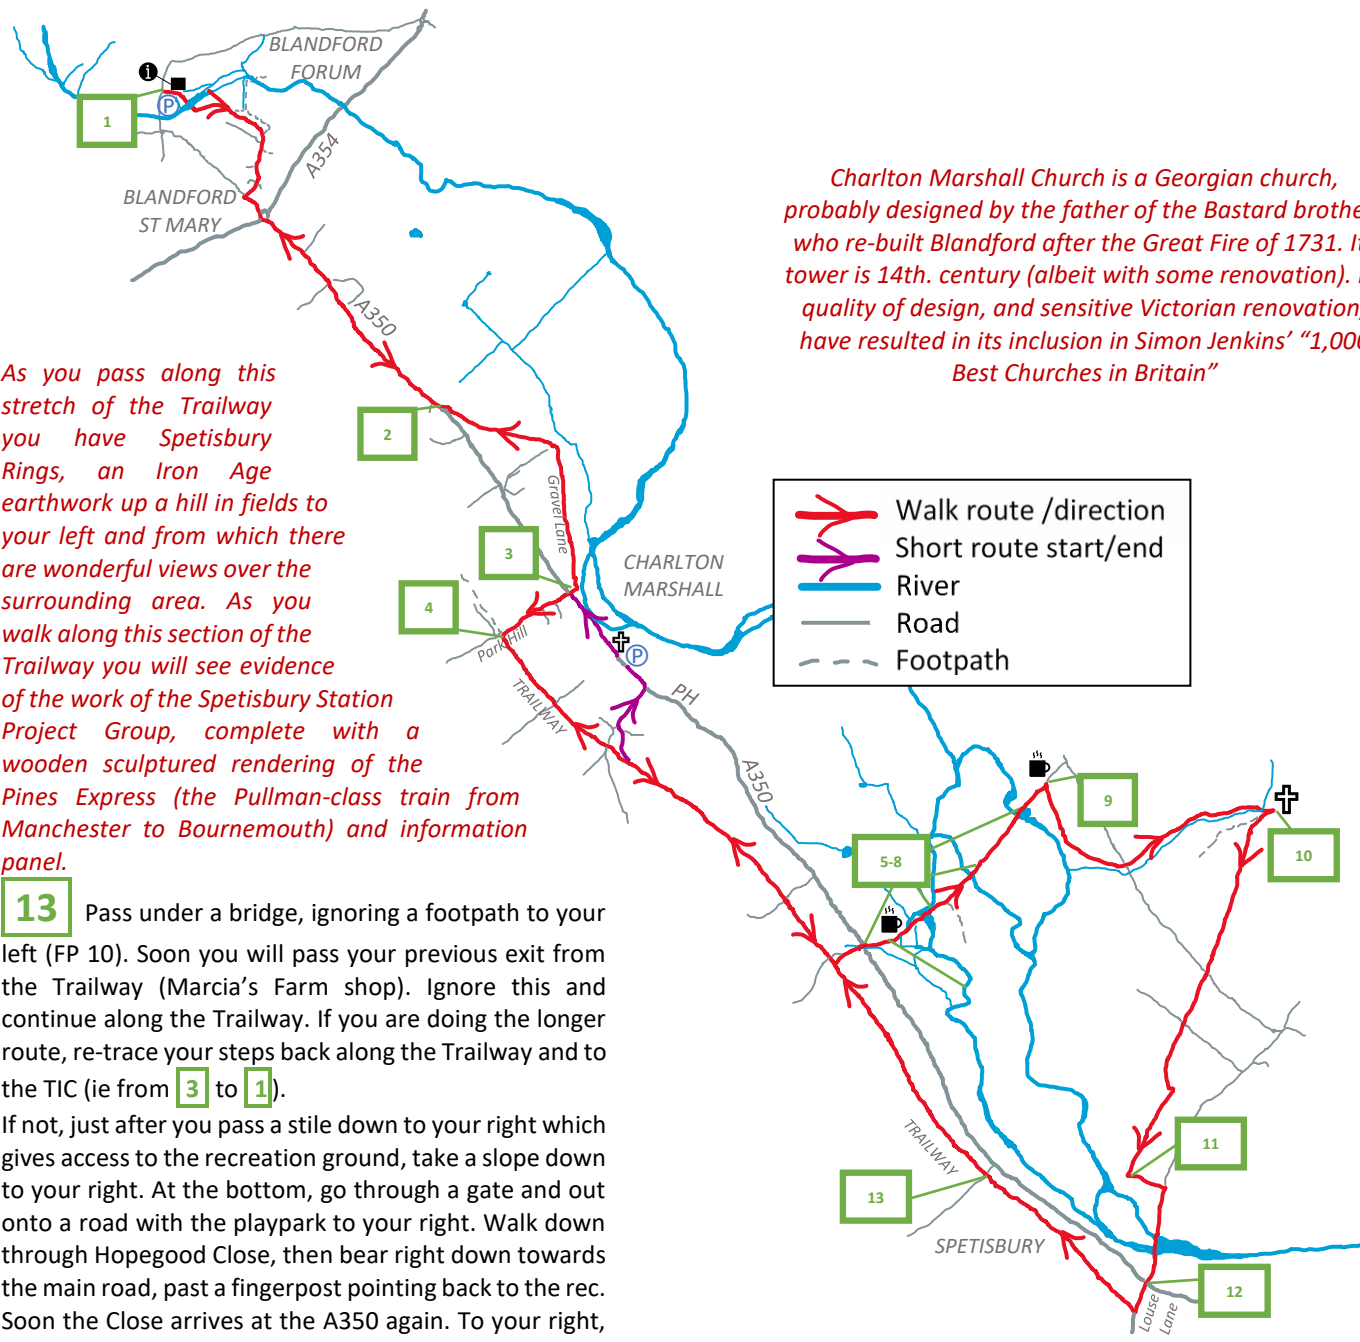 BLANDFORD
FORUM
i
P
1
A354
BLANDFORD
ST MARY
A350
Charlton Marshall Church is a Georgian church,
probably designed by the father of the Bastard brothe
who re-built Blandford after the Great Fire of 1731. It
tower is 14th. century (albeit with some renovation).
quality of design, and sensitive Victorian renovation,
have resulted in its inclusion in Simon Jenkins’ “1,000
Best Churches in Britain”
As you pass along this
stretch of the Trailway
you have Spetisbury
Rings, an Iron Age
earthwork up a hill in fields to
your left and from which there
are wonderful views over the
surrounding area. As you
walk along this section of the
Trailway you will see evidence
of the work of the Spetisbury Station
Project Group, complete with a
wooden sculptured rendering of the
Pines Express (the Pullman-class train from
Manchester to Bournemouth) and information
panel.
2
Gravel Lane
3
CHARLTON
MARSHALL
4
Park Hill
P
TRAILWAY
PH
A350
Walk route /direction
Short route start/end
River
Road
Footpath
9
5-8
10
13 Pass under a bridge, ignoring a footpath to your
left (FP 10). Soon you will pass your previous exit from
the Trailway (Marcia’s Farm shop). Ignore this and
continue along the Trailway. If you are doing the longer
route, re-trace your steps back along the Trailway and to
the TIC (ie from 3 to 1).
If not, just after you pass a stile down to your right which
gives access to the recreation ground, take a slope down
to your right. At the bottom, go through a gate and out
onto a road with the playpark to your right. Walk down
through Hopegood Close, then bear right down towards
the main road, past a fingerpost pointing back to the rec.
Soon the Close arrives at the A350 again. To your right,
TRAILWAY
11
13
SPETISBURY
12
Louse
Lane